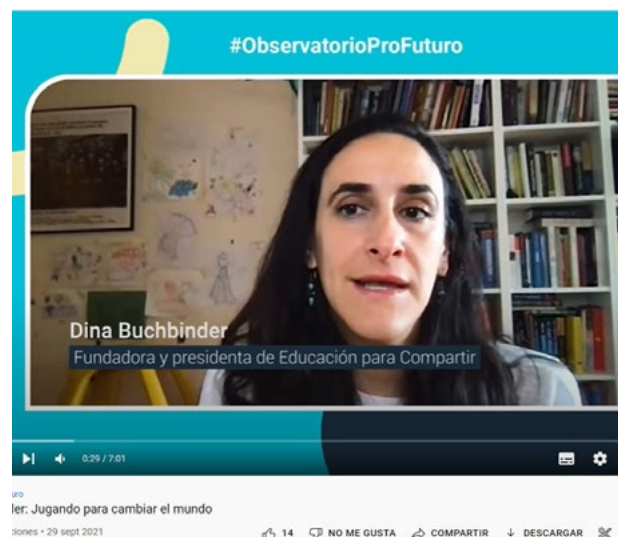 #ObservatorioProFuturo
Dina Buchbinder
Fundadora y presidenta de Educación para Compartir
0:29 / 7:01
uro
ler: Jugando para cambiar el mundo
ciones • 29 sept 2021 14 NO ME GUSTA COMPARTIR DESCARGAR